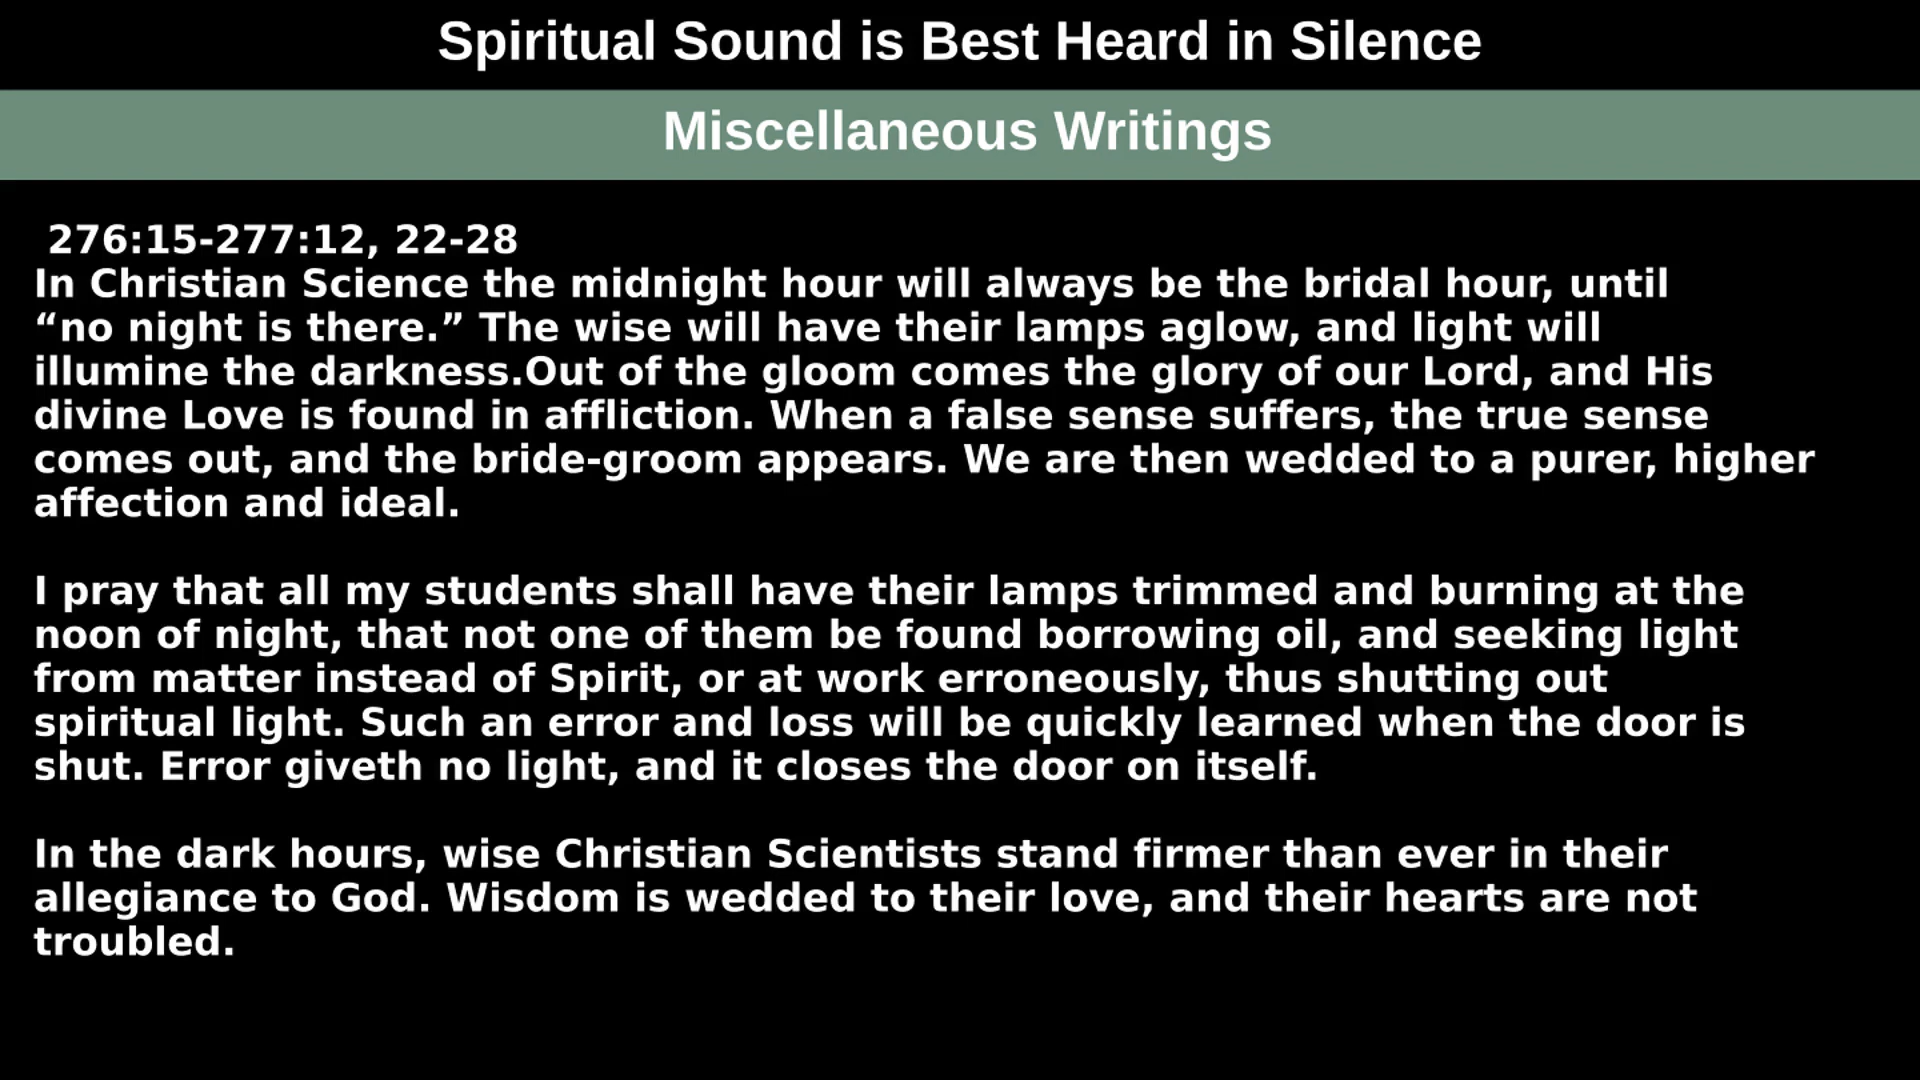 Spiritual Sound is Best Heard in Silence
Miscellaneous Writings
276:15-277:12, 22-28
In Christian Science the midnight hour will always be the bridal hour, until
“no night is there.” The wise will have their lamps aglow, and light will
illumine the darkness.Out of the gloom comes the glory of our Lord, and His
divine Love is found in affliction. When a false sense suffers, the true sense
comes out, and the bride-groom appears. We are then wedded to a purer, higher
affection and ideal.
I pray that all my students shall have their lamps trimmed and burning at the
noon of night, that not one of them be found borrowing oil, and seeking light
from matter instead of Spirit, or at work erroneously, thus shutting out
spiritual light. Such an error and loss will be quickly learned when the door is
shut. Error giveth no light, and it closes the door on itself.
In the dark hours, wise Christian Scientists stand firmer than ever in their
allegiance to God. Wisdom is wedded to their love, and their hearts are not
troubled.